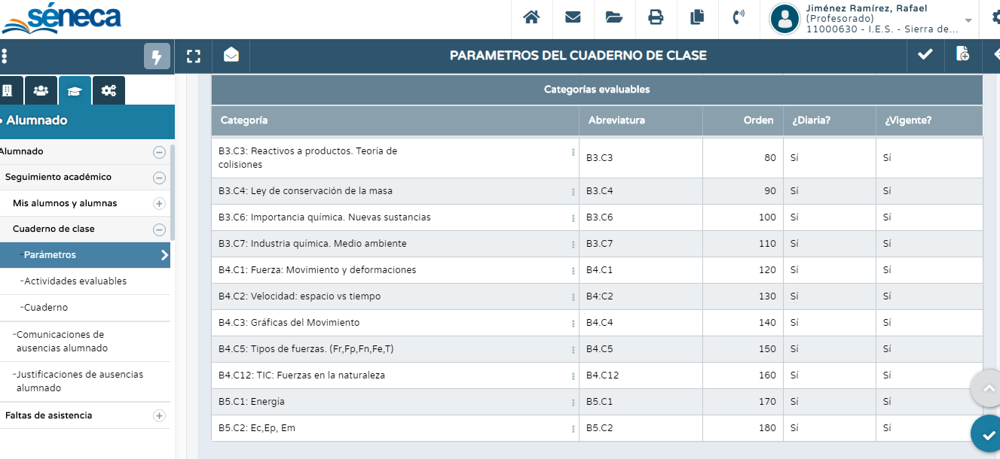 séneca
Jiménez Ramírez, Rafael
(Profesorado)
11000630 - I.E.S. - Sierra de...
PARAMETROS DEL CUADERNO DE CLASE
• Alumnado
Alumnado
Seguimiento académico
Mis alumnos y alumnas
Cuaderno de clase
-Parámetros
-Actividades evaluables
-Cuaderno
-Comunicaciones de
ausencias alumnado
-Justificaciones de ausencias
alumnado
Faltas de asistencia
Categorías evaluables
Categoría Abreviatura Orden ¿Diaria? ¿Vigente?
B3.C3: Reactivos a productos. Teoría de
colisiones B3.C3 80 Sí Sí
B3.C4: Ley de conservación de la masa B3.C4 90 Sí Sí
B3.C6: Importancia química. Nuevas sustancias B3.C6 100 Sí Sí
B3.C7: Industria química. Medio ambiente B3.C7 110 Sí Sí
B4.C1: Fuerza: Movimiento y deformaciones B4.C1 120 Sí Sí
B4.C2: Velocidad: espacio vs tiempo B4:C2 130 Sí Sí
B4.C3: Gráficas del Movimiento B4.C4 140 Sí Sí
B4.C5: Tipos de fuerzas. (Fr,Fp,Fn,Fe,T) B4.C5 150 Sí Sí
B4.C12: TIC: Fuerzas en la naturaleza B4.C12 160 Sí Sí
B5.C1: Energía B5.C1 170 Sí Sí
B5.C2: Ec,Ep, Em B5.C2 180 Sí Sí